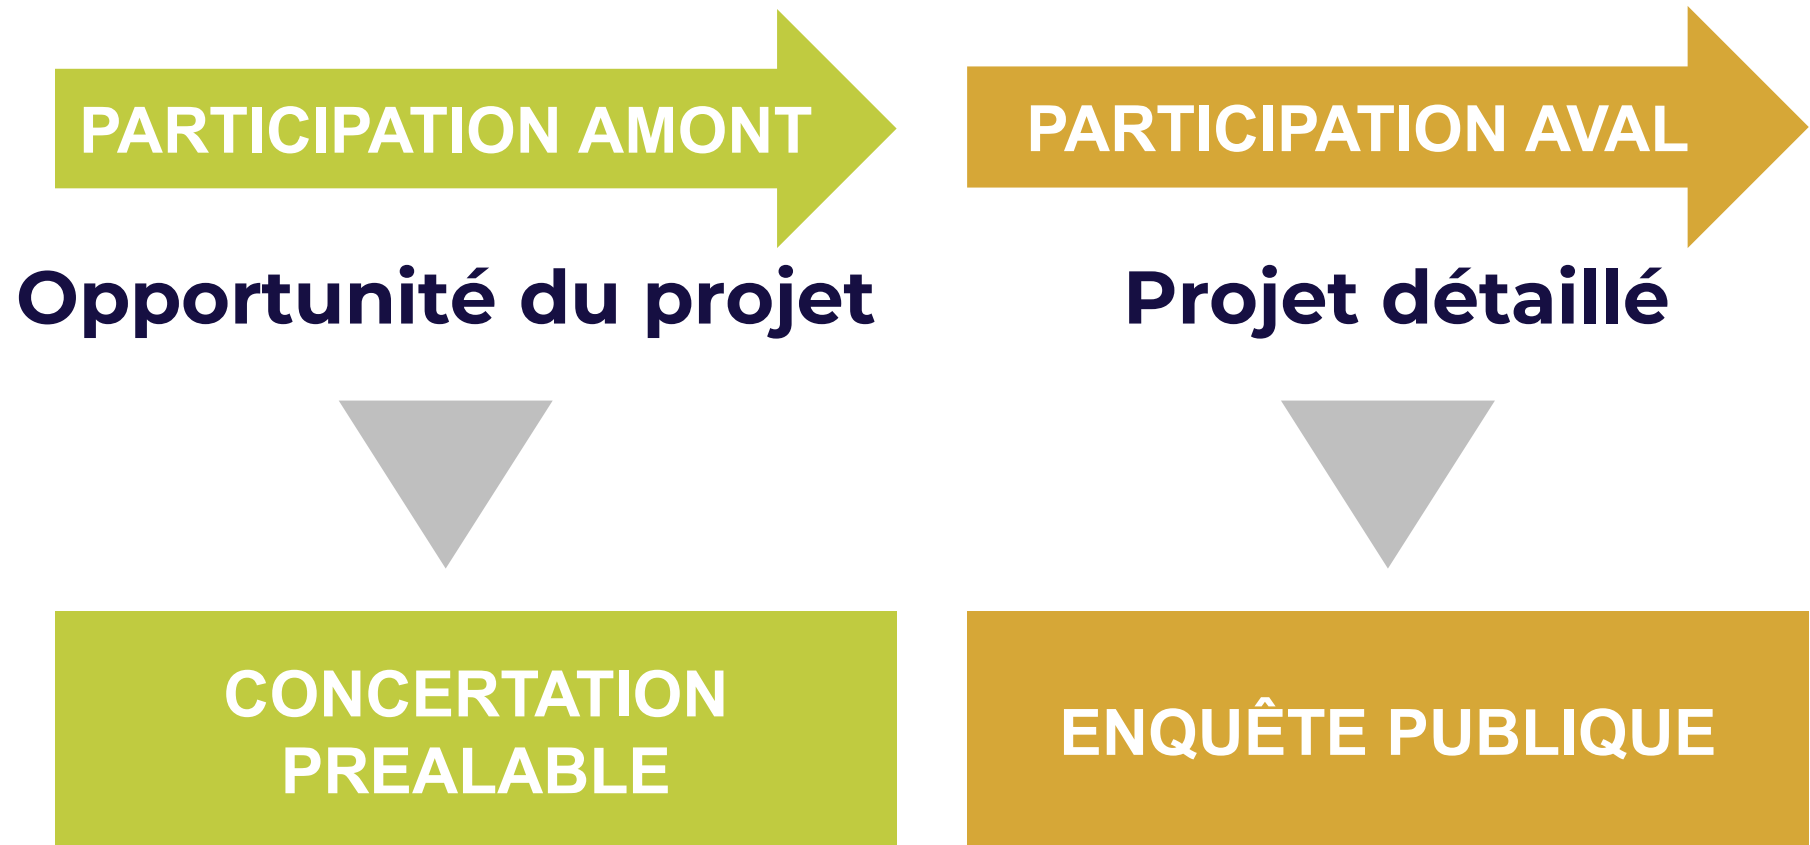 PARTICIPATION AMONT
Opportunité du projet
CONCERTATION
PREALABLE
PARTICIPATION AVAL
Projet détaillé
ENQUÊTE PUBLIQUE